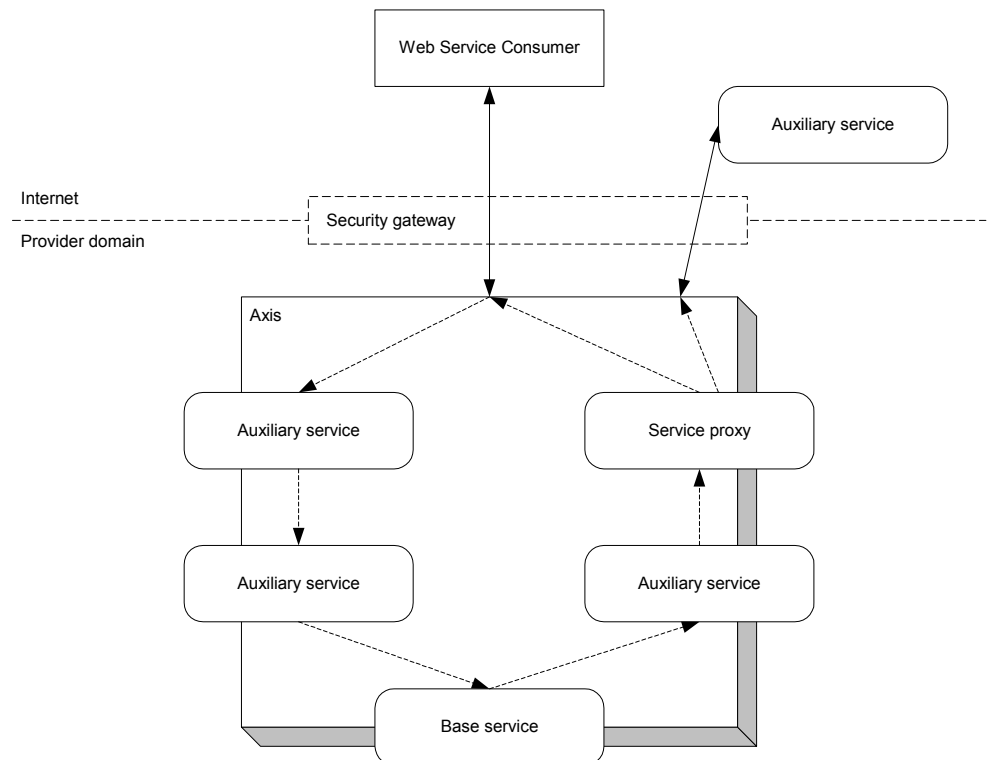 Web Service Consumer
Auxiliary service
Internet
Security gateway
Provider domain
Axis
Auxiliary service
Service proxy
Auxiliary service
Auxiliary service
Base service